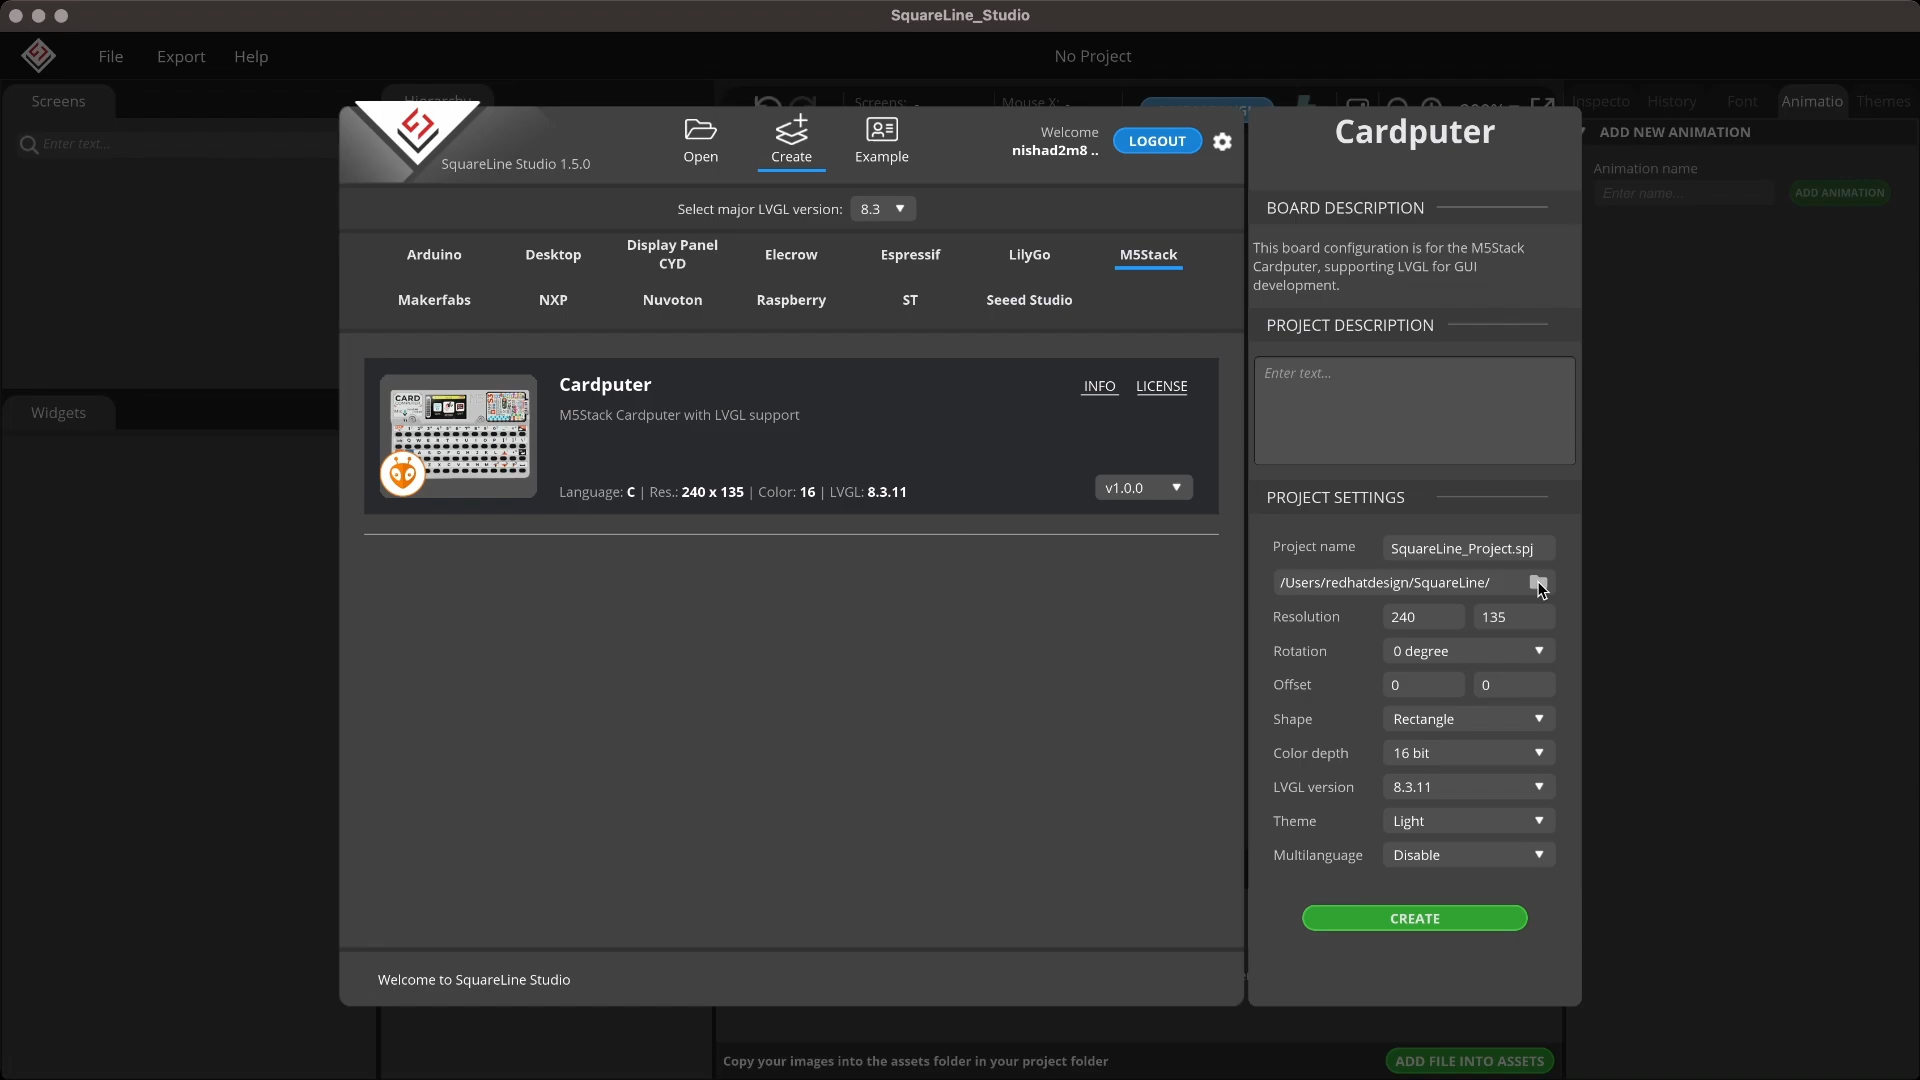 SquareLine_Studio
File
Export
Help
No Project
Screens
Hierarchy
Screens: -
Mouse X: -
Inspecto
History
Font
Animatio
Themes
Enter text...
ADD NEW ANIMATION
Animation name
Enter name...
ADD ANIMATION
Widgets
SquareLine Studio 1.5.0
Open
Create
Example
Welcome
nishad2m8 ..
LOGOUT
Select major LVGL version:
8.3
Arduino
Desktop
Display Panel
CYD
Elecrow
Espressif
LilyGo
M5Stack
Makerfabs
NXP
Nuvoton
Raspberry
ST
Seeed Studio
CARD
Cardputer
INFO
LICENSE
M5Stack Cardputer with LVGL support
Language: C | Res.: 240 x 135 | Color: 16 | LVGL: 8.3.11
v1.0.0
Welcome to SquareLine Studio
Cardputer
BOARD DESCRIPTION
This board configuration is for the M5Stack
Cardputer, supporting LVGL for GUI
development.
PROJECT DESCRIPTION
Enter text...
PROJECT SETTINGS
Project name
SquareLine_Project.spj
/Users/redhatdesign/SquareLine/
Resolution
240
135
Rotation
0 degree
Offset
0
0
Shape
Rectangle
Color depth
16 bit
LVGL version
8.3.11
Theme
Light
Multilanguage
Disable
CREATE
Copy your images into the assets folder in your project folder
ADD FILE INTO ASSETS